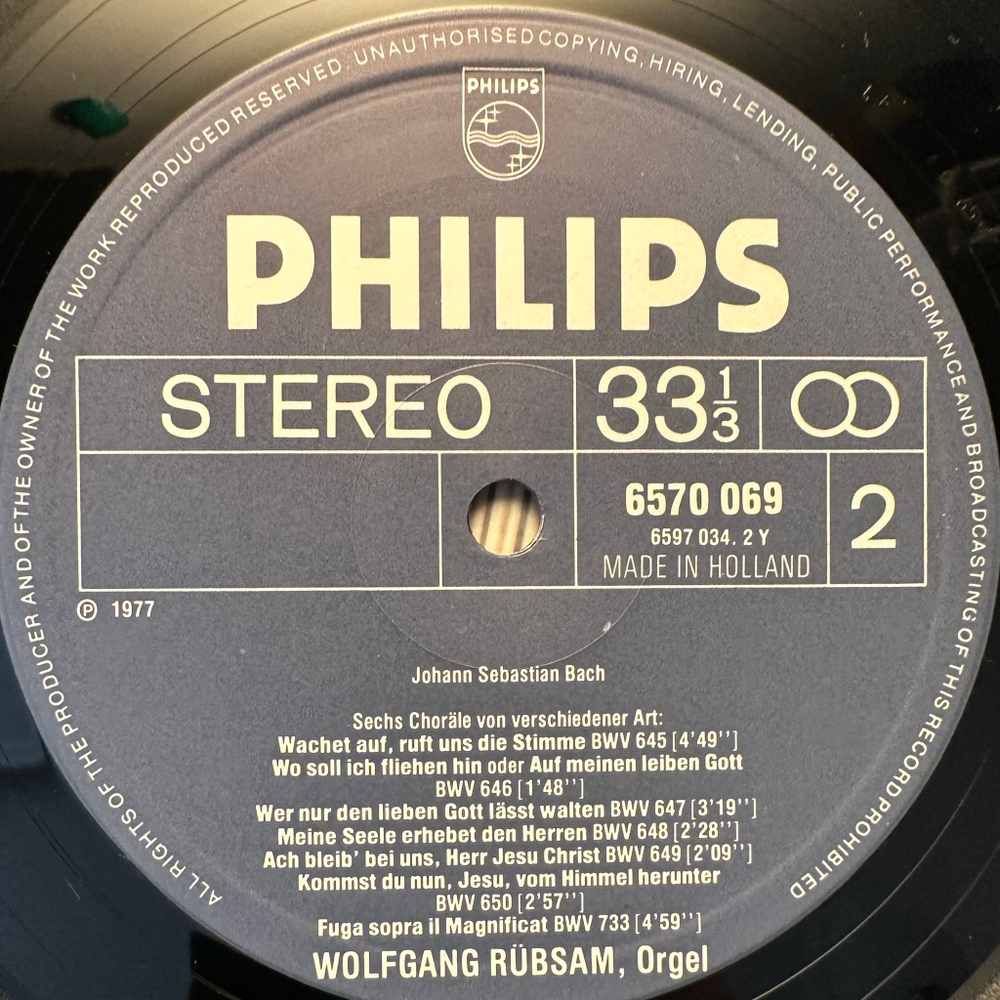 ALL RIGHTS OF THE PRODUCER AND OF THE OWNER OF THE WORK REPRODUCED RESERVED. UNAUTHORISED COPYING, HIRING, LENDING, PUBLIC PERFORMANCE AND BROADCASTING OF THIS RECORD PROHIBITED
PHILIPS
PHILIPS
STEREO 33 1/3
6570 069
6597 034. 2 Y
MADE IN HOLLAND
2
℗ 1977
Johann Sebastian Bach
Sechs Choräle von verschiedener Art:
Wachet auf, ruft uns die Stimme BWV 645 [4'49'']
Wo soll ich fliehen hin oder Auf meinen leiben Gott
BWV 646 [1'48'']
Wer nur den lieben Gott lässt walten BWV 647 [3'19'']
Meine Seele erhebet den Herren BWV 648 [2'28'']
Ach bleib' bei uns, Herr Jesu Christ BWV 649 [2'09'']
Kommst du nun, Jesu, vom Himmel herunter
BWV 650 [2'57'']
Fuga sopra il Magnificat BWV 733 [4'59'']
WOLFGANG RÜBSAM, Orgel